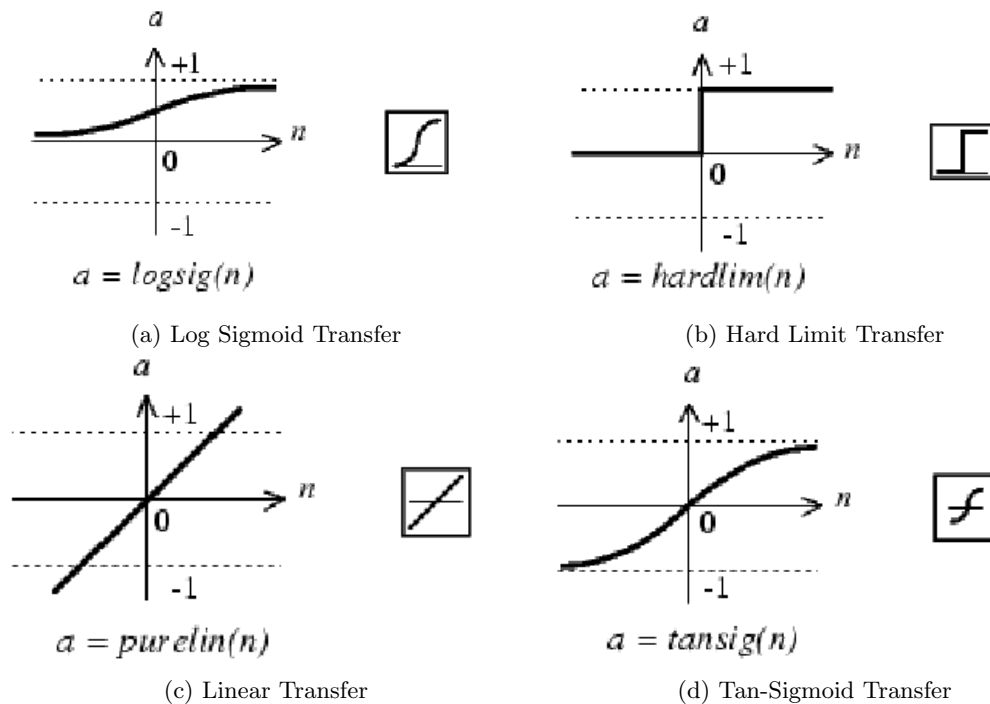 a
+1
n
0
-1
a = logsig(n)
(a) Log Sigmoid Transfer
a
+1
n
0
-1
a = hardlim(n)
(b) Hard Limit Transfer
a
+1
n
0
-1
a = purelin(n)
(c) Linear Transfer
a
+1
n
0
-1
a = tansig(n)
(d) Tan-Sigmoid Transfer